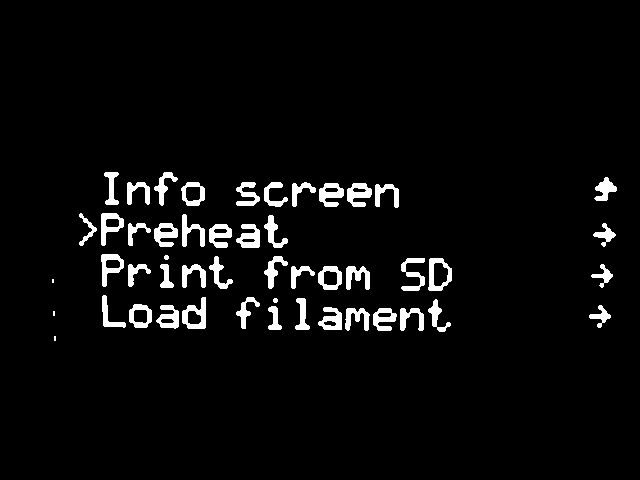 Info screen
>Preheat →
Print from SD →
Load filament →